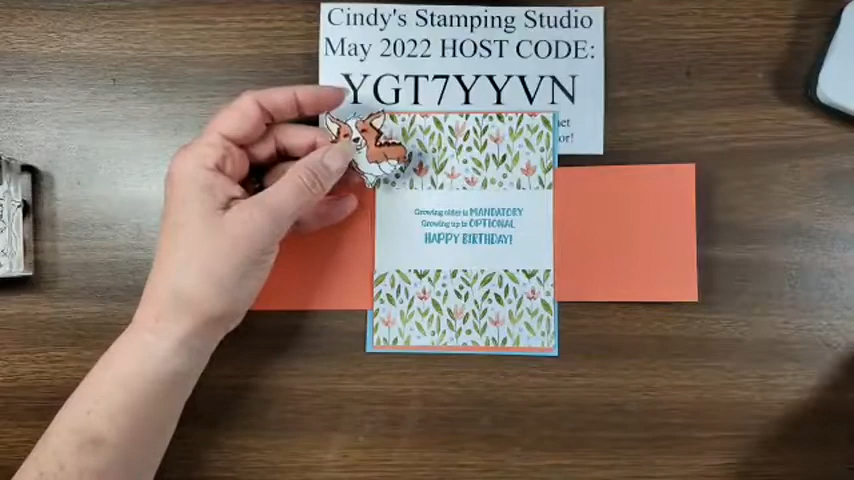 Cindy's Stamping Studio
May 2022 HOST CODE:
YGT7YYVN
Growing older is MANDATORY
Growing up is OPTIONAL
HAPPY BIRTHDAY!